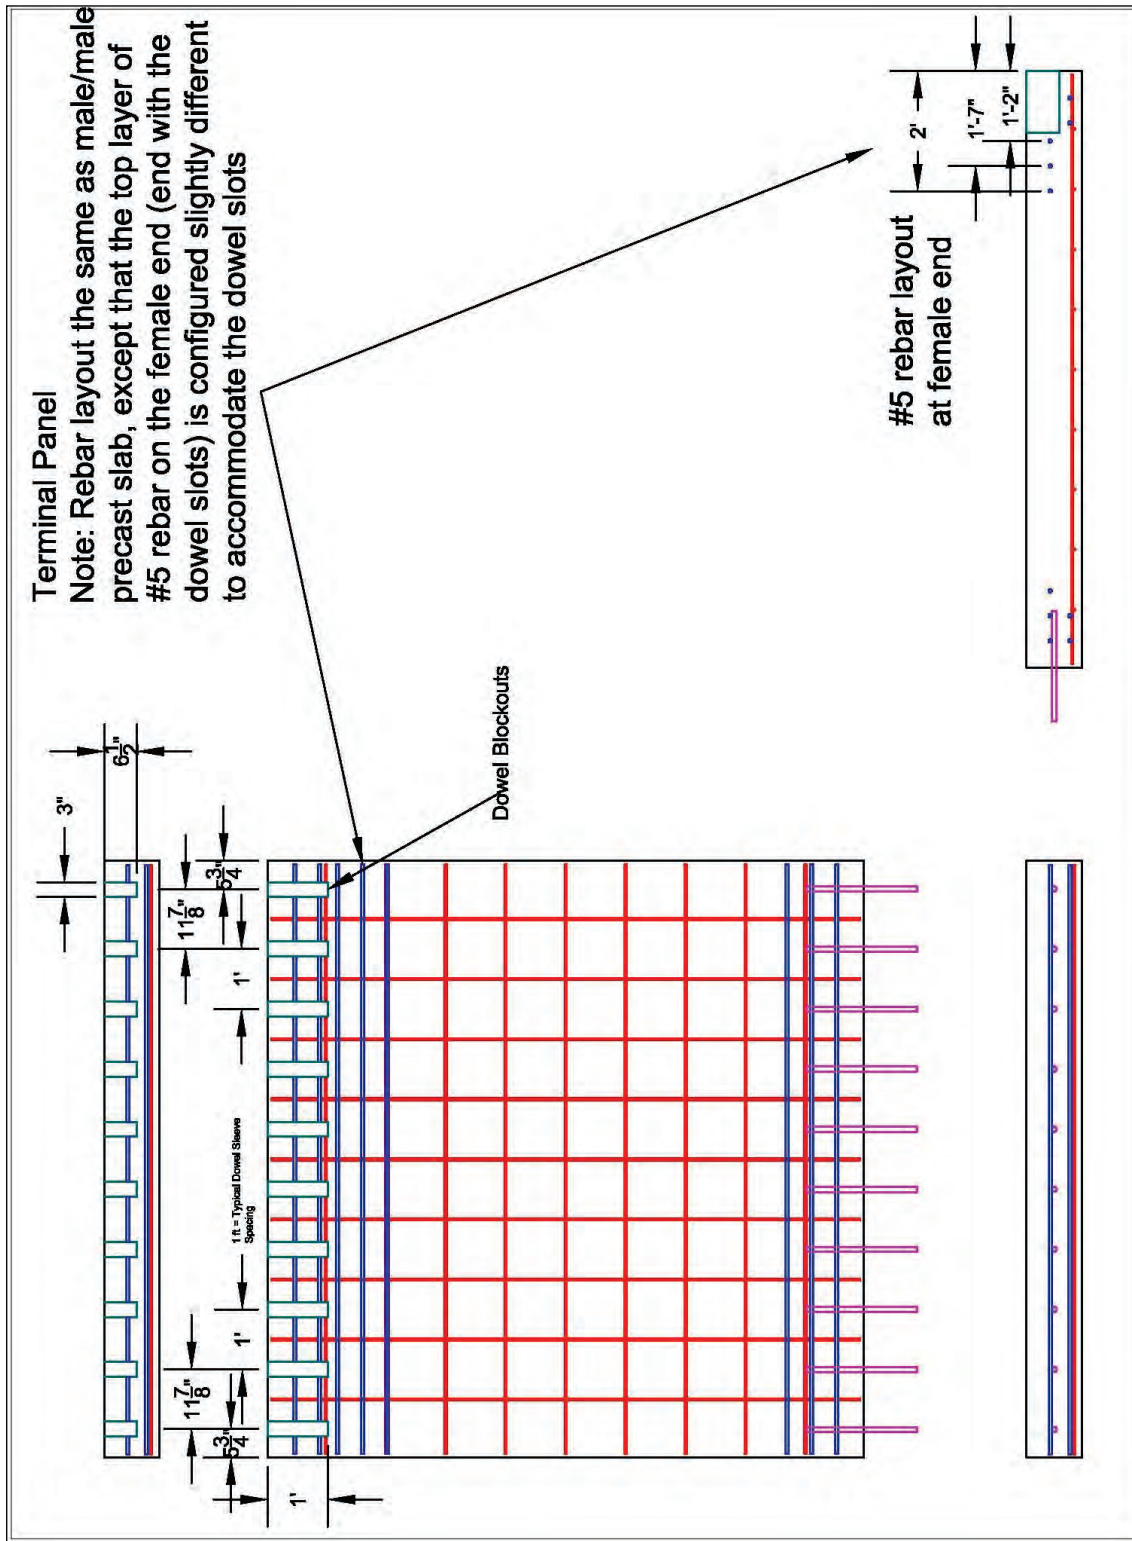 Terminal Panel
Note: Rebar layout the same as male/male
precast slab, except that the top layer of
#5 rebar on the female end (end with the
dowel slots) is configured slightly different
to accommodate the dowel slots
3"
6 1/2"
5 3/4"
11 7/8"
1'
1 ft = Typical Dowel Sleeve
Spacing
1'
11 7/8"
5 3/4"
1'
Dowel Blockouts
#5 rebar layout
at female end
2'
1'-7"
1'-2"